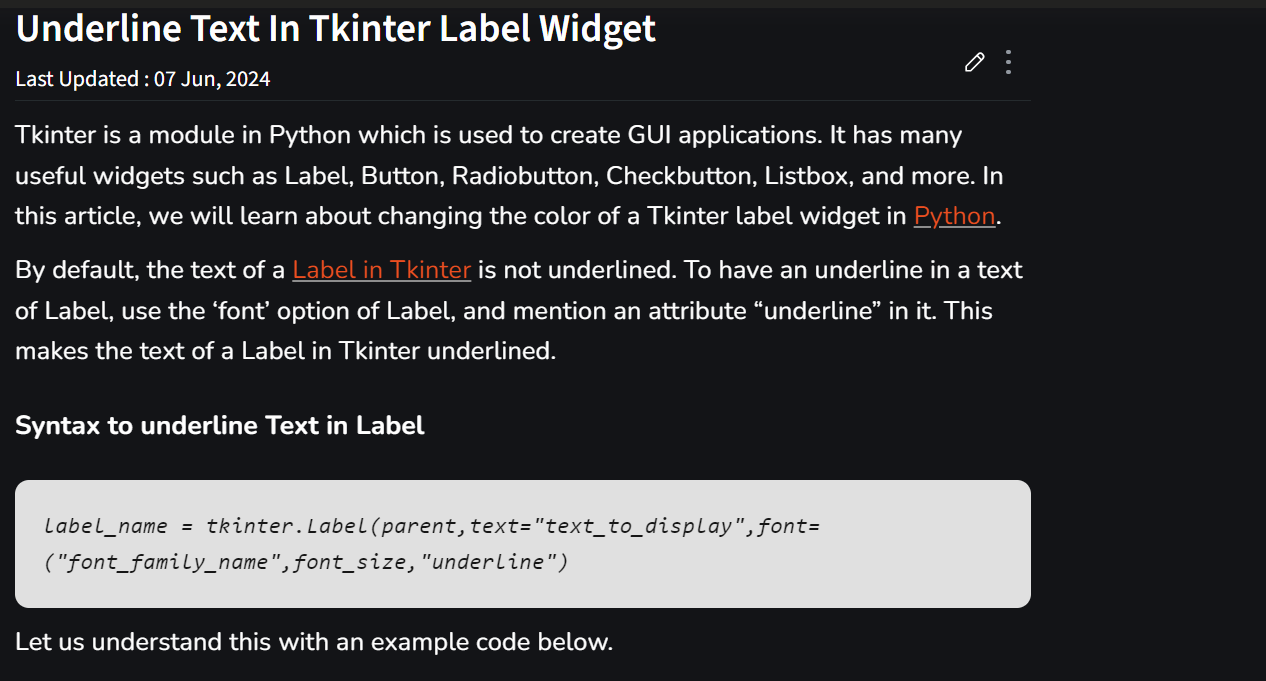 Underline Text In Tkinter Label Widget
Last Updated : 07 Jun, 2024
Tkinter is a module in Python which is used to create GUI applications. It has many
useful widgets such as Label, Button, Radiobutton, Checkbutton, Listbox, and more. In
this article, we will learn about changing the color of a Tkinter label widget in Python.
By default, the text of a Label in Tkinter is not underlined. To have an underline in a text
of Label, use the ‘font’ option of Label, and mention an attribute “underline” in it. This
makes the text of a Label in Tkinter underlined.
Syntax to underline Text in Label
label_name = tkinter.Label(parent,text="text_to_display",font=
("font_family_name",font_size,"underline")
Let us understand this with an example code below.